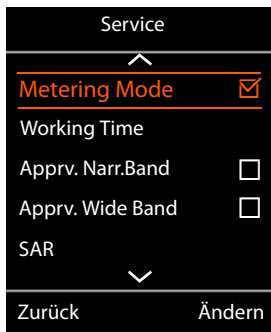 Service
Metering Mode
Working Time
Apprv. Narr.Band
Apprv. Wide Band
SAR
Zurück Ändern